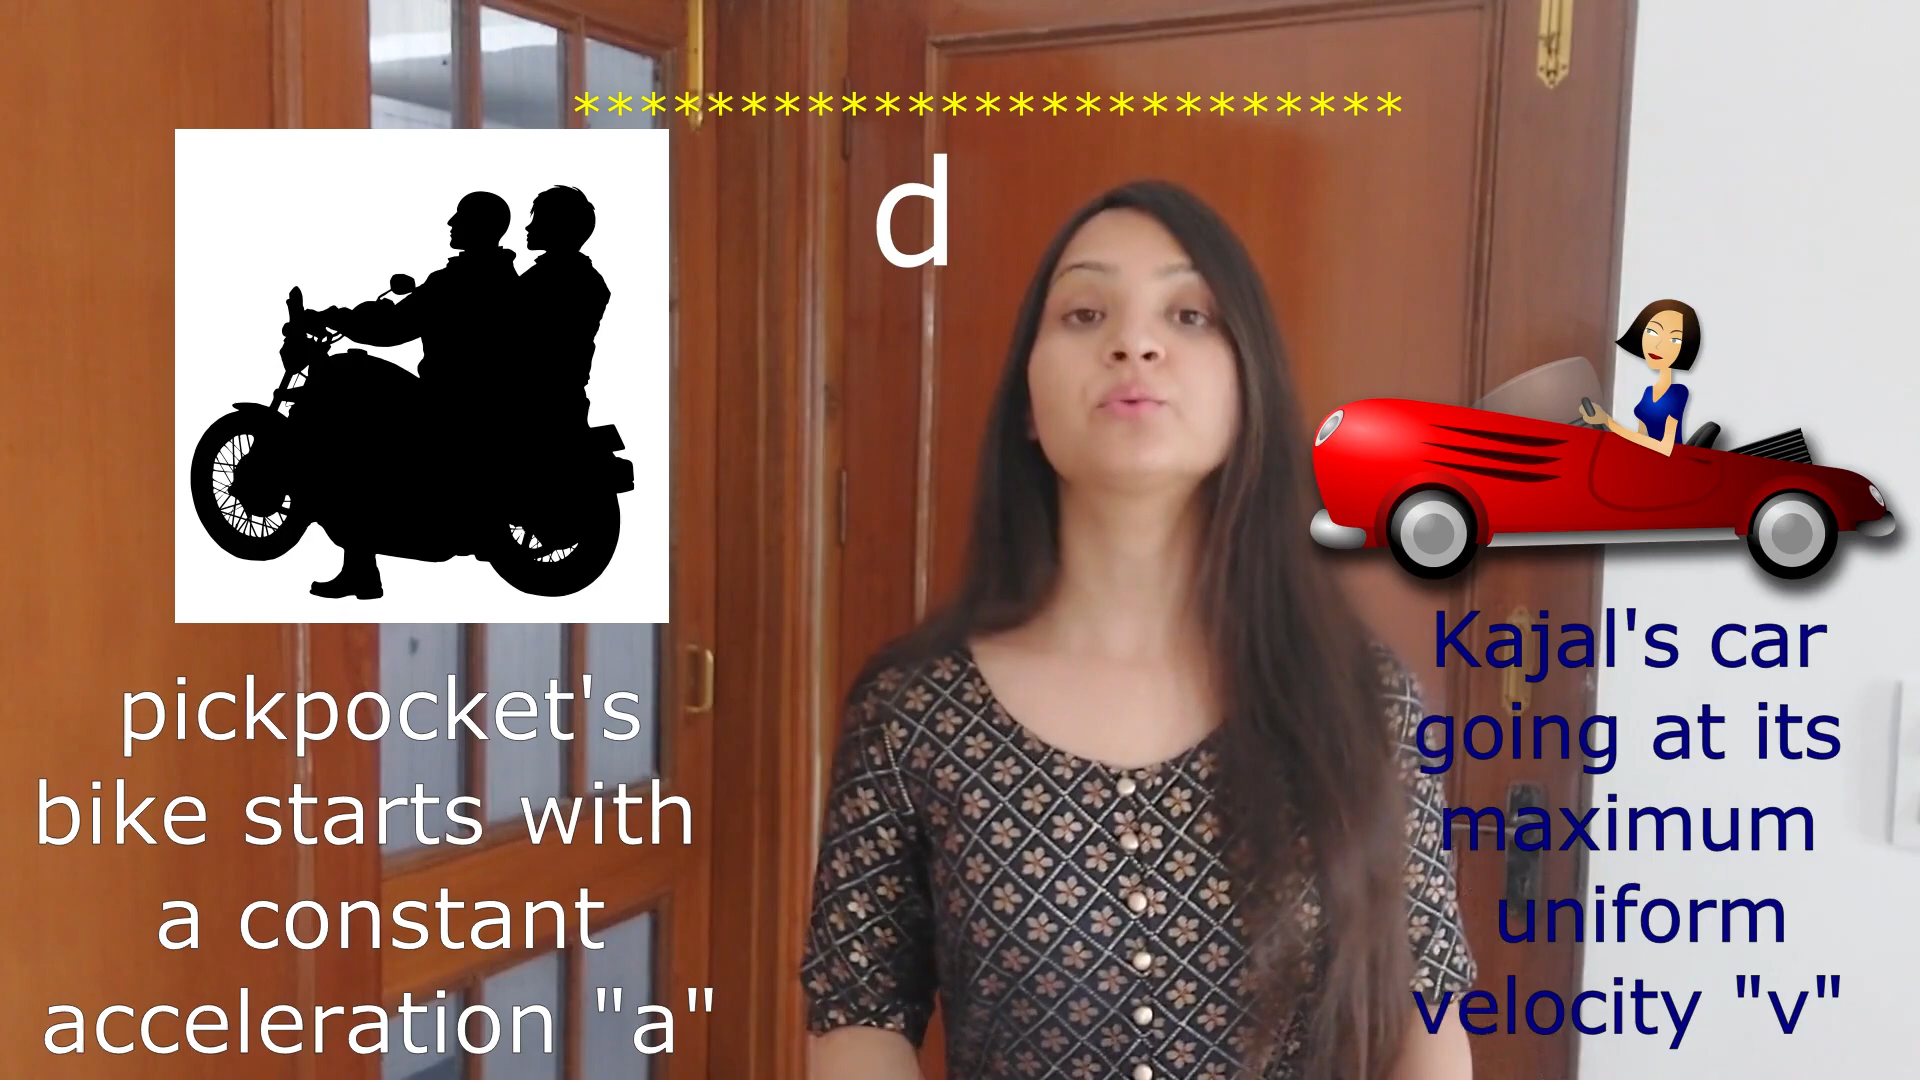 *************************
d
pickpocket's
bike starts with
a constant
acceleration "a"
Kajal's car
going at its
maximum
uniform
velocity "v"